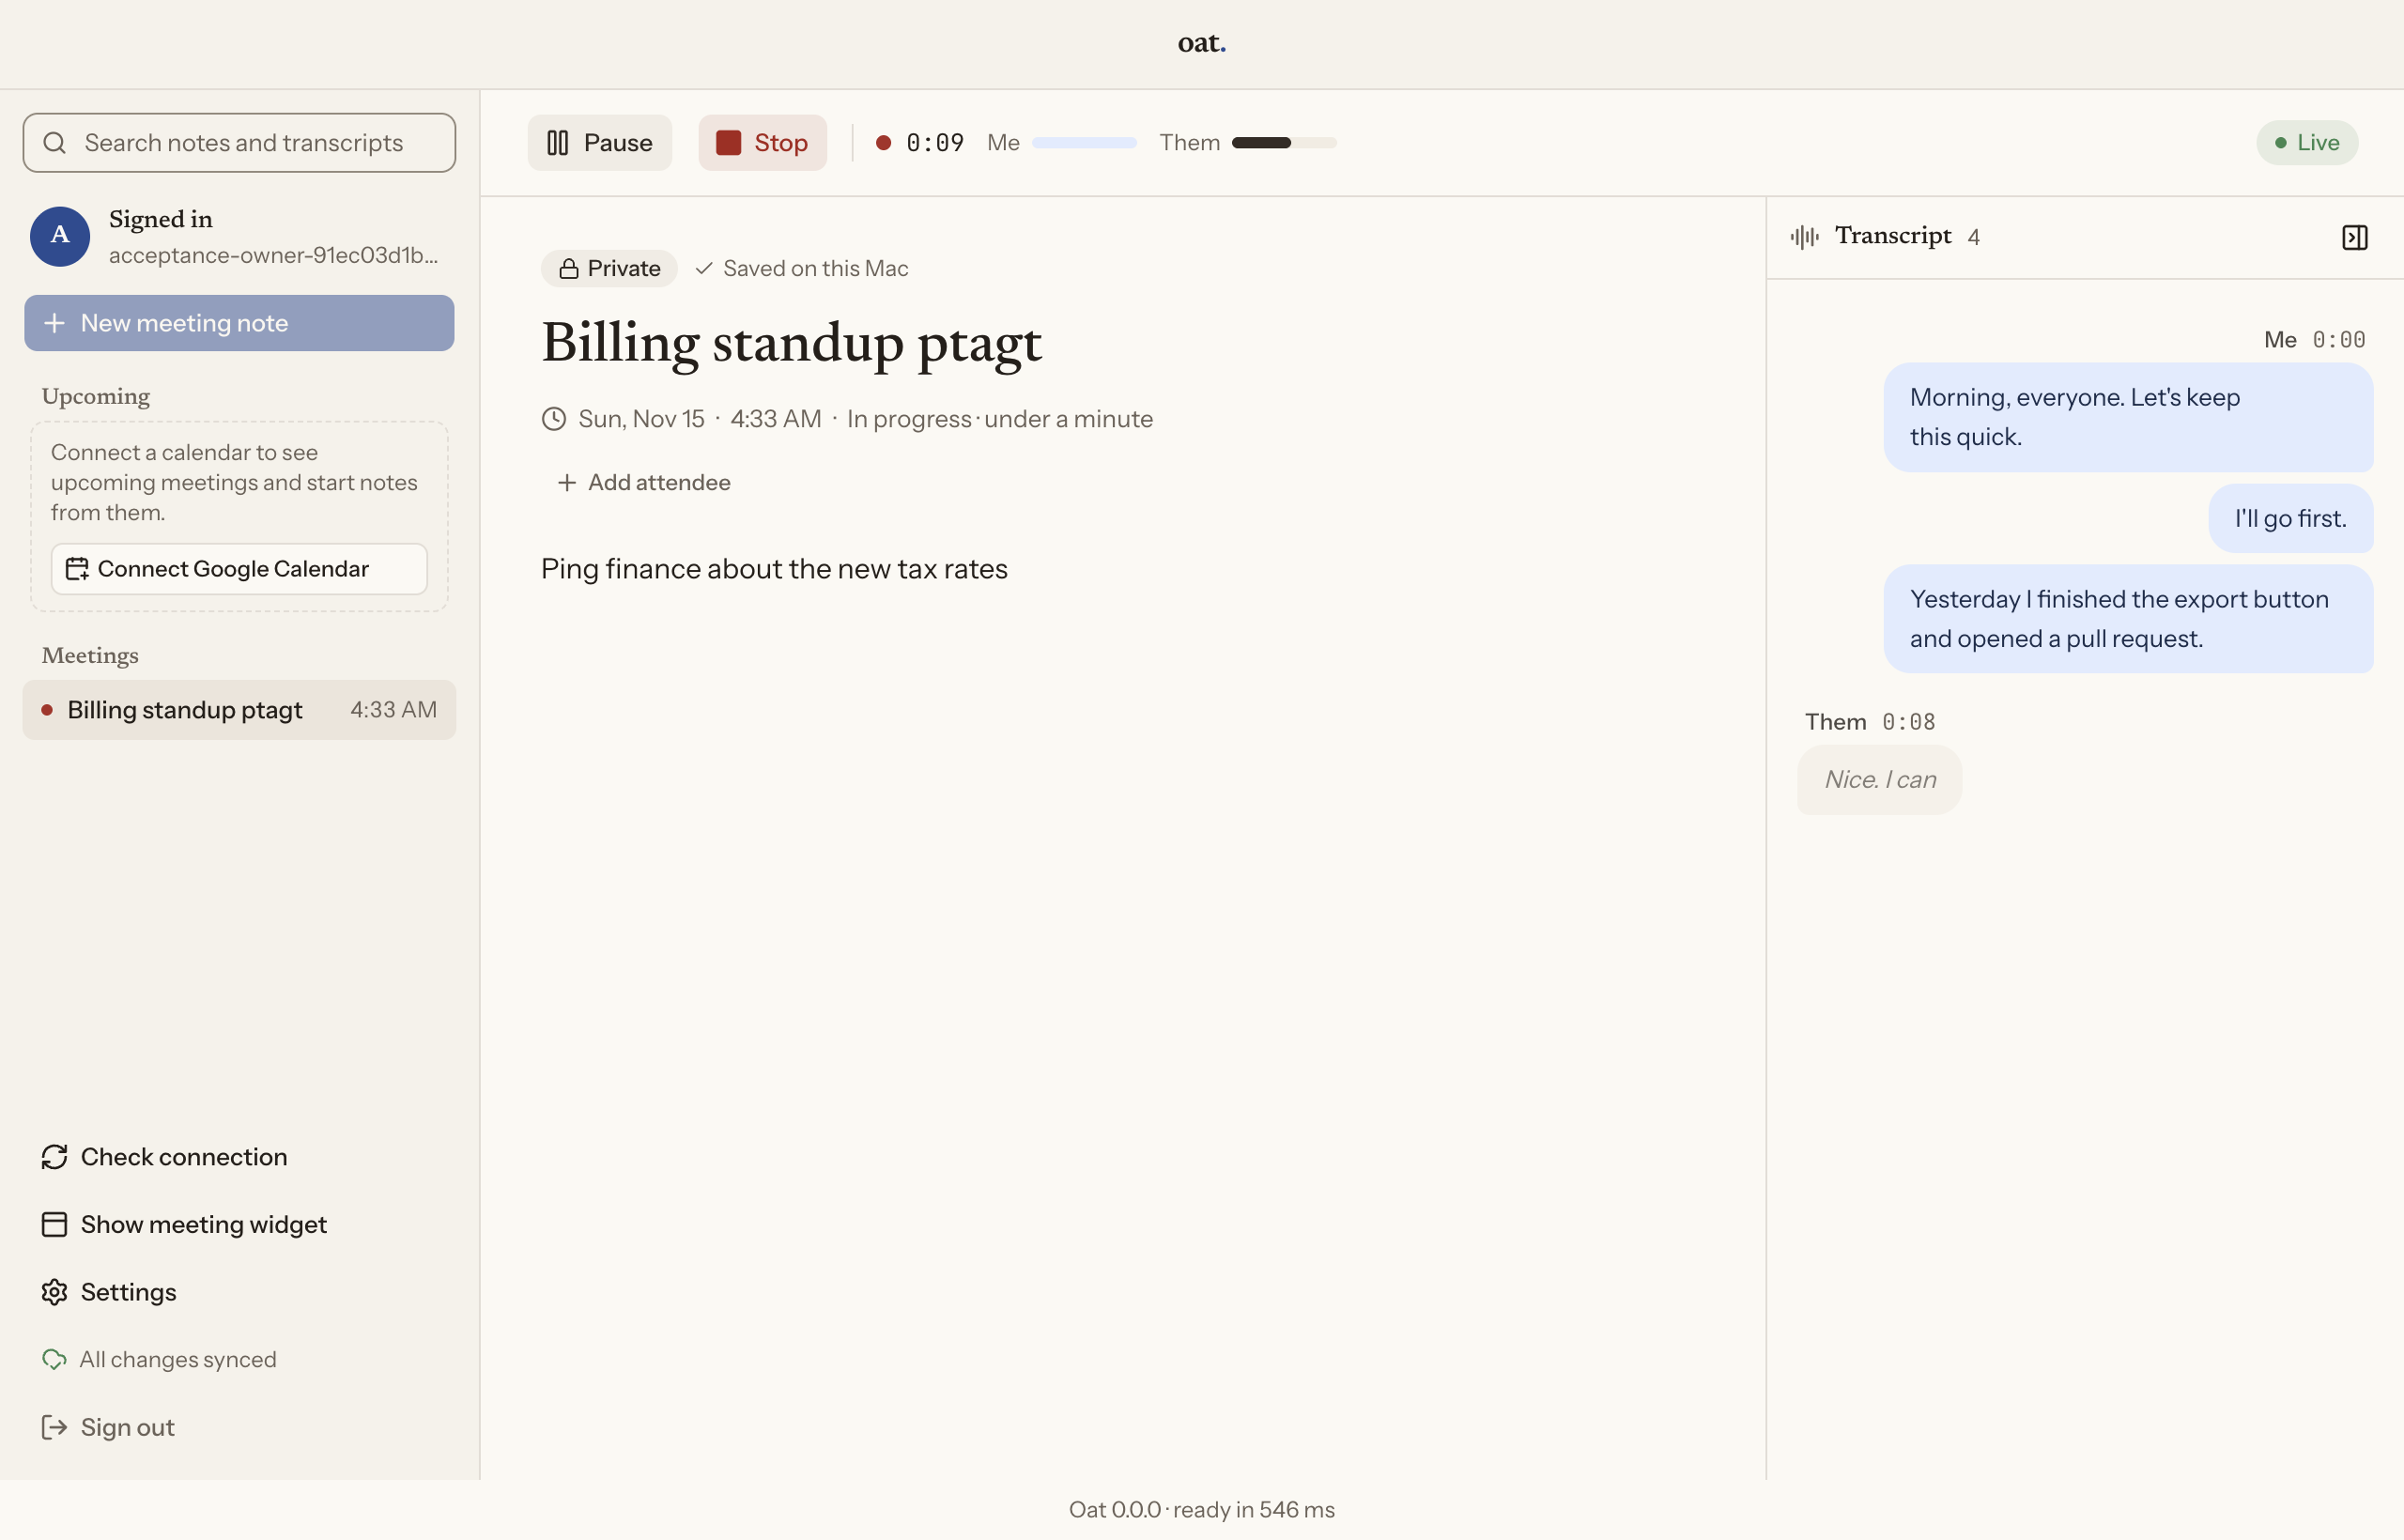 oat.
Search notes and transcripts
A
Signed in
acceptance-owner-91ec03d1b...
New meeting note
Upcoming
Connect a calendar to see
upcoming meetings and start notes
from them.
Connect Google Calendar
Meetings
Billing standup ptagt 4:33 AM
Check connection
Show meeting widget
Settings
All changes synced
Sign out
Pause Stop 0:09 Me Them Live
Private Saved on this Mac
Billing standup ptagt
Sun, Nov 15 · 4:33 AM · In progress · under a minute
Add attendee
Ping finance about the new tax rates
Transcript 4
Me 0:00
Morning, everyone. Let's keep
this quick.
I'll go first.
Yesterday I finished the export button
and opened a pull request.
Them 0:08
Nice. I can
Oat 0.0.0 · ready in 546 ms